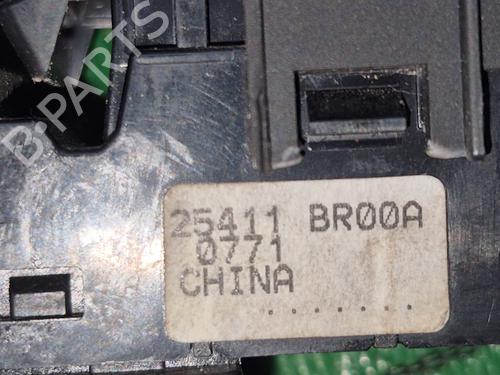 B-PARTS
25411 BR00A
0771
CHINA
.......